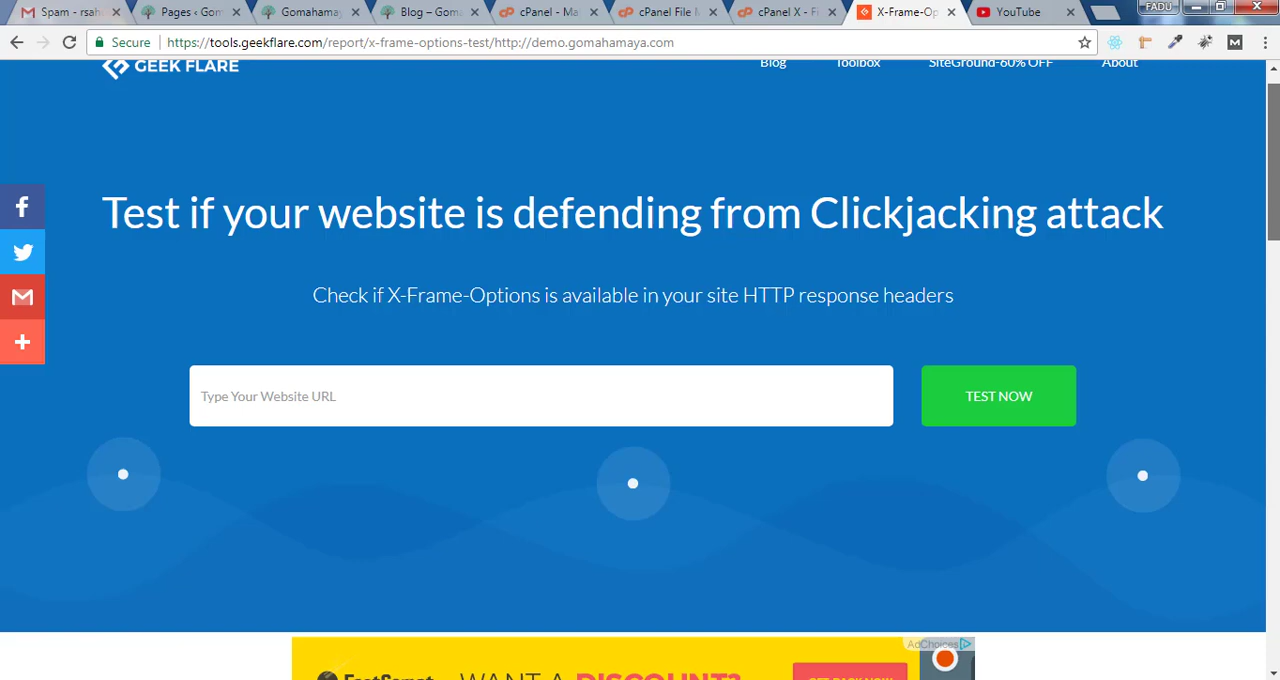 Spam - rsah
Pages ‹ Gom
Gomahamay
Blog – Goma
cPanel - Ma
cPanel File M
cPanel X - Fi
X-Frame-Op
YouTube
FADU
Secure
https://tools.geekflare.com/report/x-frame-options-test/http://demo.gomahamaya.com
GEEK FLARE
Blog
Toolbox
SiteGround-60% OFF
About
Test if your website is defending from Clickjacking attack
Check if X-Frame-Options is available in your site HTTP response headers
Type Your Website URL
TEST NOW
AdChoices
WANT A DISCOUNT?